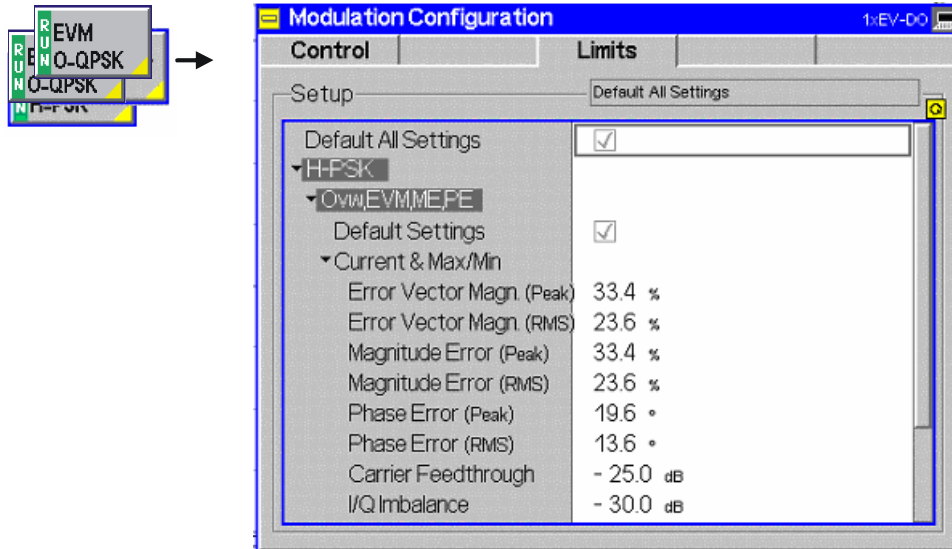 EVM
O-QPSK
RUN
O-QPSK
RUN
H-PSK
Modulation Configuration
1xEV-DO
Control
Limits
Setup
Default All Settings
Default All Settings
H-PSK
Ovw,EVM,ME,PE
Default Settings
Current & Max/Min
Error Vector Magn. (Peak) 33.4 %
Error Vector Magn. (RMS) 23.6 %
Magnitude Error (Peak) 33.4 %
Magnitude Error (RMS) 23.6 %
Phase Error (Peak) 19.6 °
Phase Error (RMS) 13.6 °
Carrier Feedthrough - 25.0 dB
I/Q Imbalance - 30.0 dB